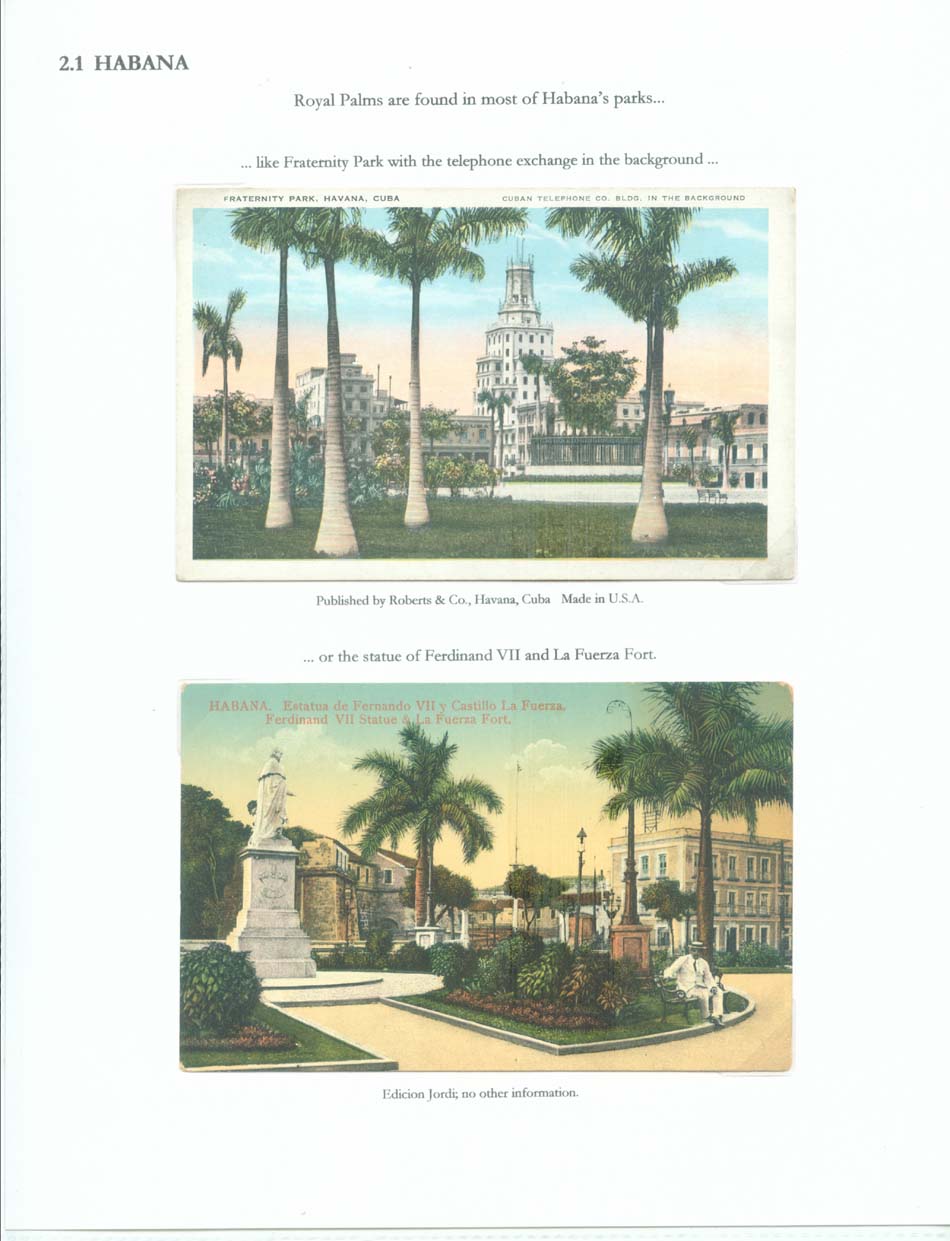 2.1 HABANA
Royal Palms are found in most of Habana's parks...
... like Fraternity Park with the telephone exchange in the background ...
FRATERNITY PARK, HAVANA, CUBA
CUBAN TELEPHONE CO. BLDG. IN THE BACKGROUND
Published by Roberts & Co., Havana, Cuba Made in U.S.A.
... or the statue of Ferdinand VII and La Fuerza Fort.
HABANA. Estatua de Fernando VII y Castillo La Fuerza.
Ferdinand VII Statue & La Fuerza Fort.
Edicion Jordi; no other information.